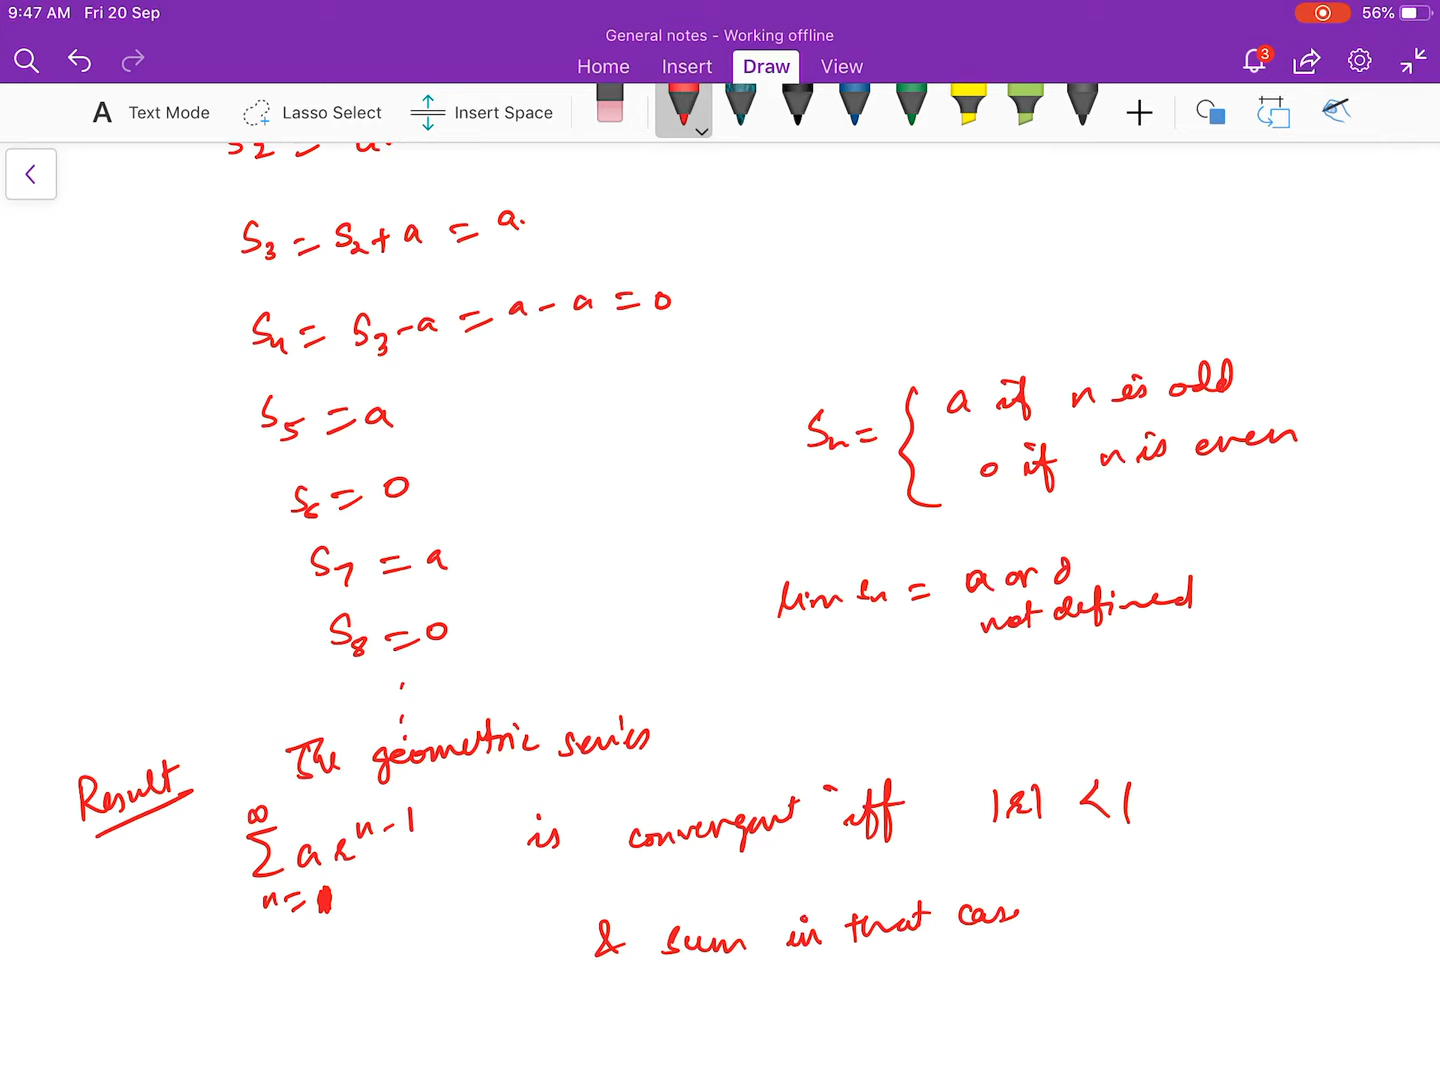 9:47 AM Fri 20 Sep
56%
General notes - Working offline
Home Insert Draw View
3
A Text Mode Lasso Select Insert Space
S₃ = S₂ + a = a.
S₄ = S₃ - a = a - a = 0
S₅ = a
S₆ = 0
S₇ = a
S₈ = 0
⋮
Sₙ = { a if n is odd
0 if n is even
lim Sₙ = a or 0
not defined
Result The geometric series
∞
∑ a r^{n-1} is convergent iff |r| < 1
n =
& sum in that case